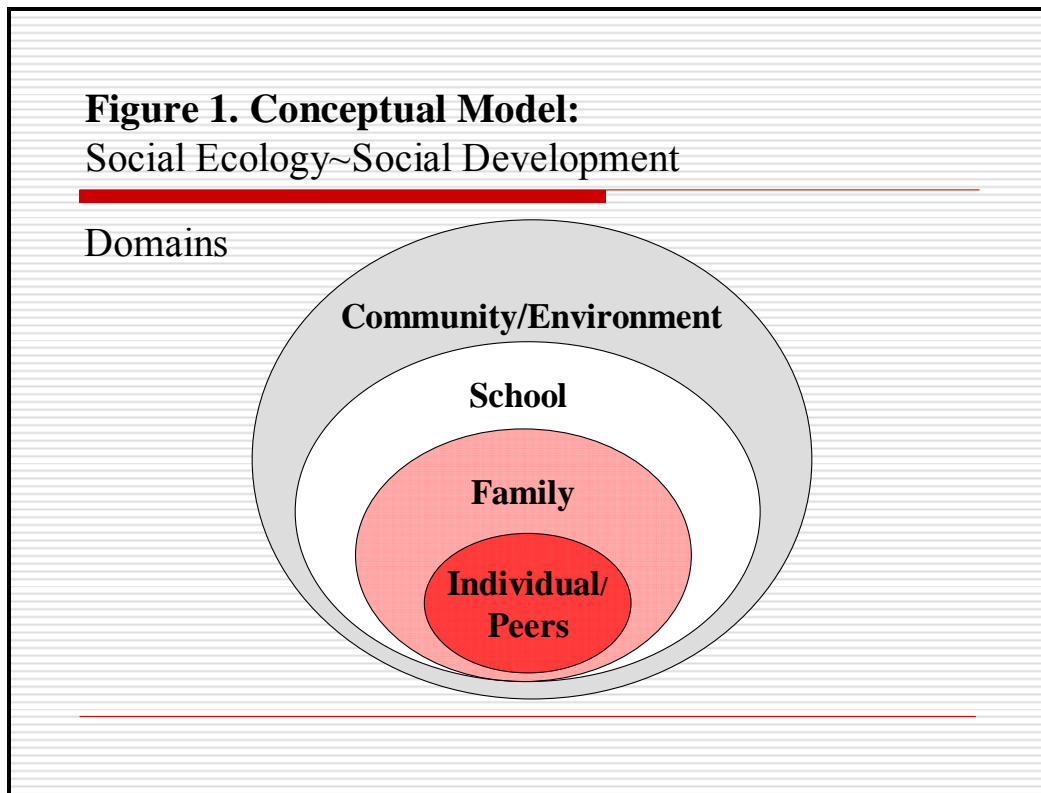 Figure 1. Conceptual Model:
Social Ecology~Social Development
Domains
Community/Environment
School
Family
Individual/
Peers